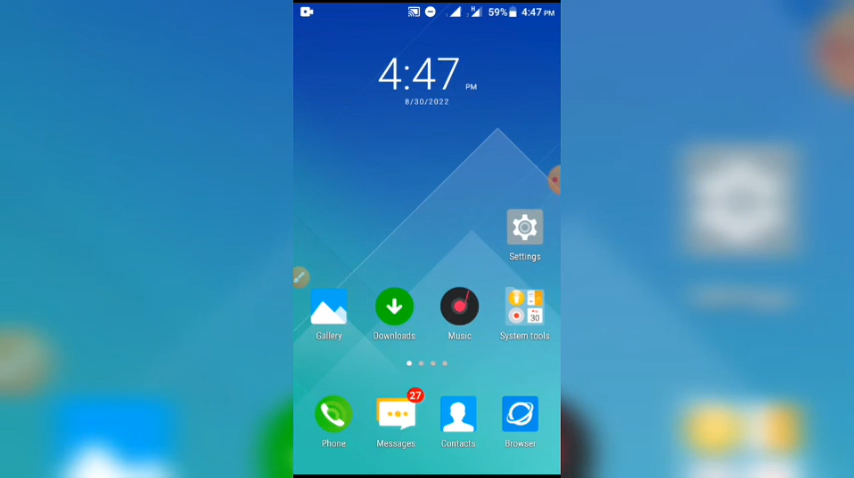 59% 4:47 PM
4:47 PM
8/30/2022
Settings
Gallery Downloads Music System tools
30
27
Phone Messages Contacts Browser